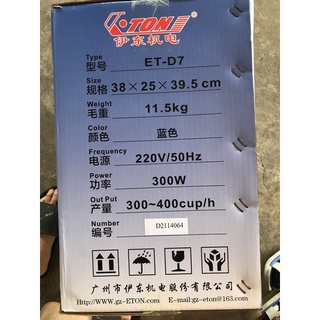 ETON
伊东机电
Type
型号 ET-D7
Size
规格 38×25×39.5 cm
Weight
毛重 11.5kg
Color
颜色 蓝色
Frequency
电源 220V/50Hz
Power
功率 300W
Out Put
产量 300~400cup/h
Number
编号 D2114064
广州市伊东机电股份有限公司
Http://www.gz-ETON.com E-mail:gz-eton@163.com